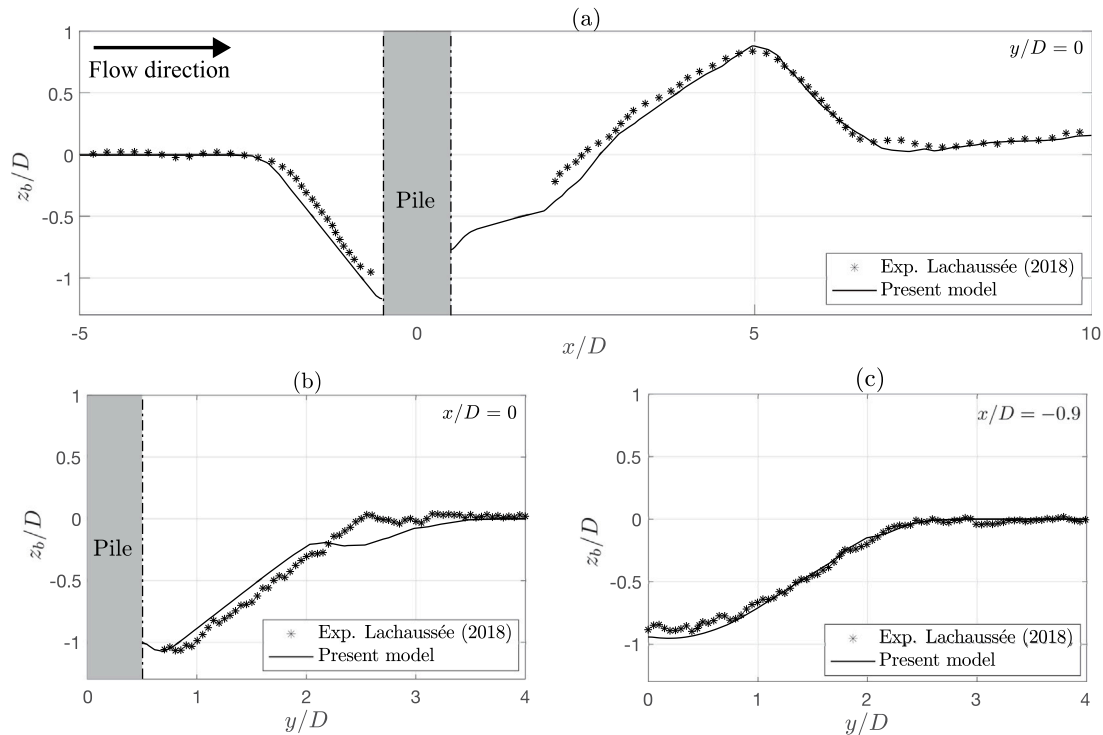 (a)
1
0.5
0
-0.5
-1
z_b/D
Flow direction
y/D = 0
Pile
Exp. Lachaussée (2018)
Present model
-5
0
5
10
x/D
(b)
1
0.5
0
-0.5
-1
z_b/D
x/D = 0
Pile
Exp. Lachaussée (2018)
Present model
0
1
2
3
4
y/D
(c)
1
0.5
0
-0.5
-1
z_b/D
x/D = −0.9
Exp. Lachaussée (2018)
Present model
0
1
2
3
4
y/D